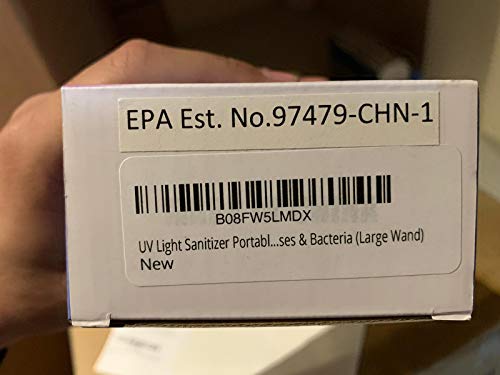 EPA Est. No.97479-CHN-1
B08FW5LMDX
UV Light Sanitizer Portabl...ses & Bacteria (Large Wand)
New